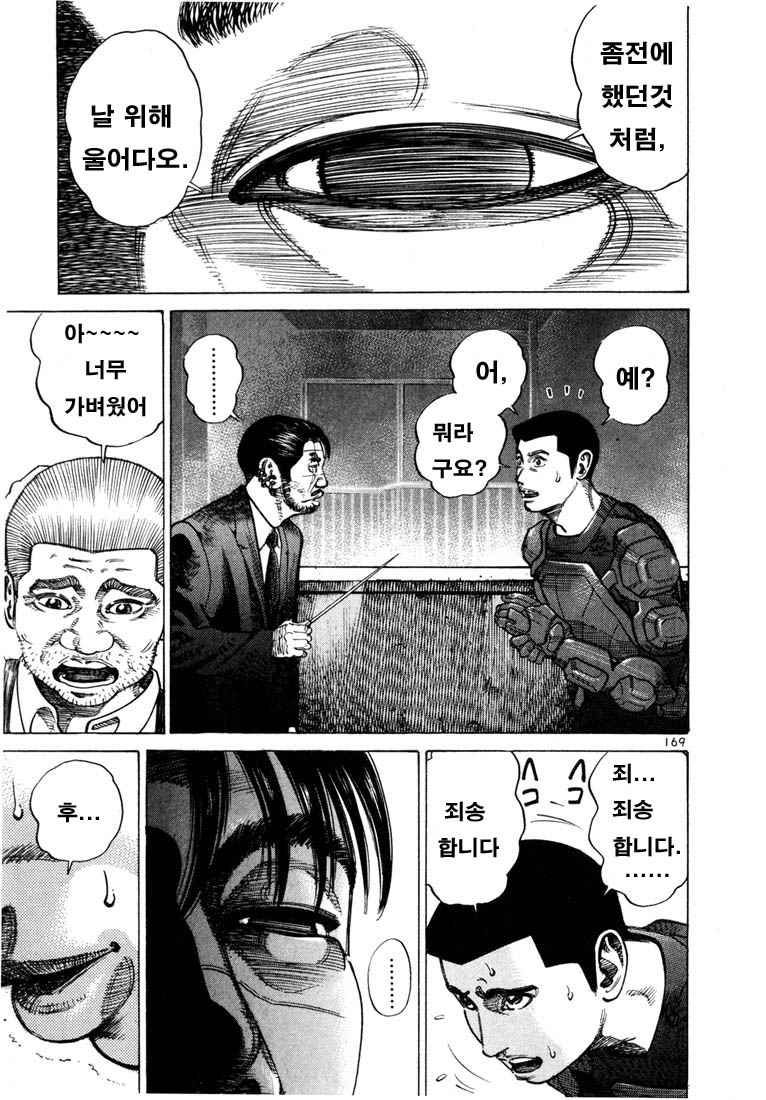 좀전에
했던것
처럼,
날 위해
울어다오.
예?
어,
뭐라
구요?
………
아~~~~
너무
가벼웠어
169
죄...
죄송
합니다.
……
ペコ
죄송
합니다
………
후...